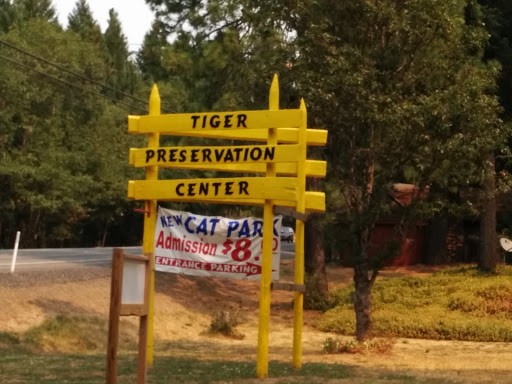 TIGER
PRESERVATION
CENTER
NEW CAT PARK
Admission $8.
ENTRANCE PARKING